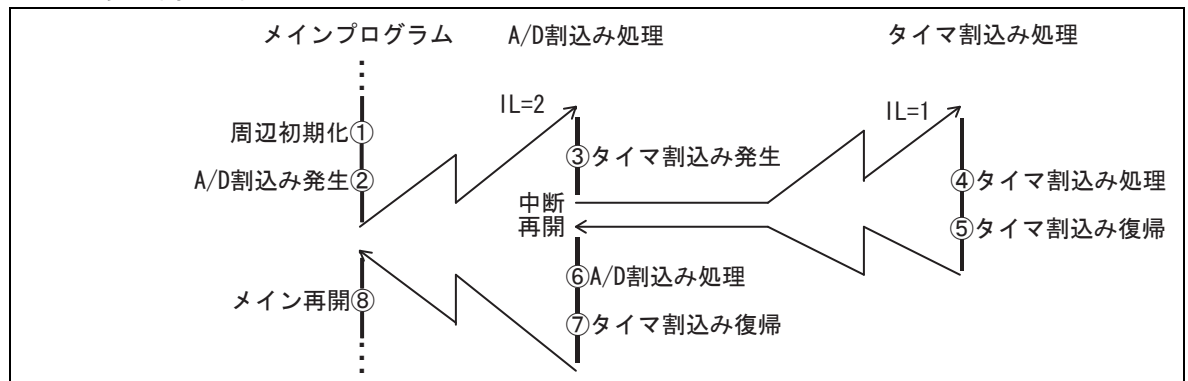 メインプログラム
A/D割込み処理
タイマ割込み処理
IL=2
IL=1
周辺初期化①
③タイマ割込み発生
A/D割込み発生②
④タイマ割込み処理
中断
再開
⑤タイマ割込み復帰
⑥A/D割込み処理
メイン再開⑧
⑦タイマ割込み復帰